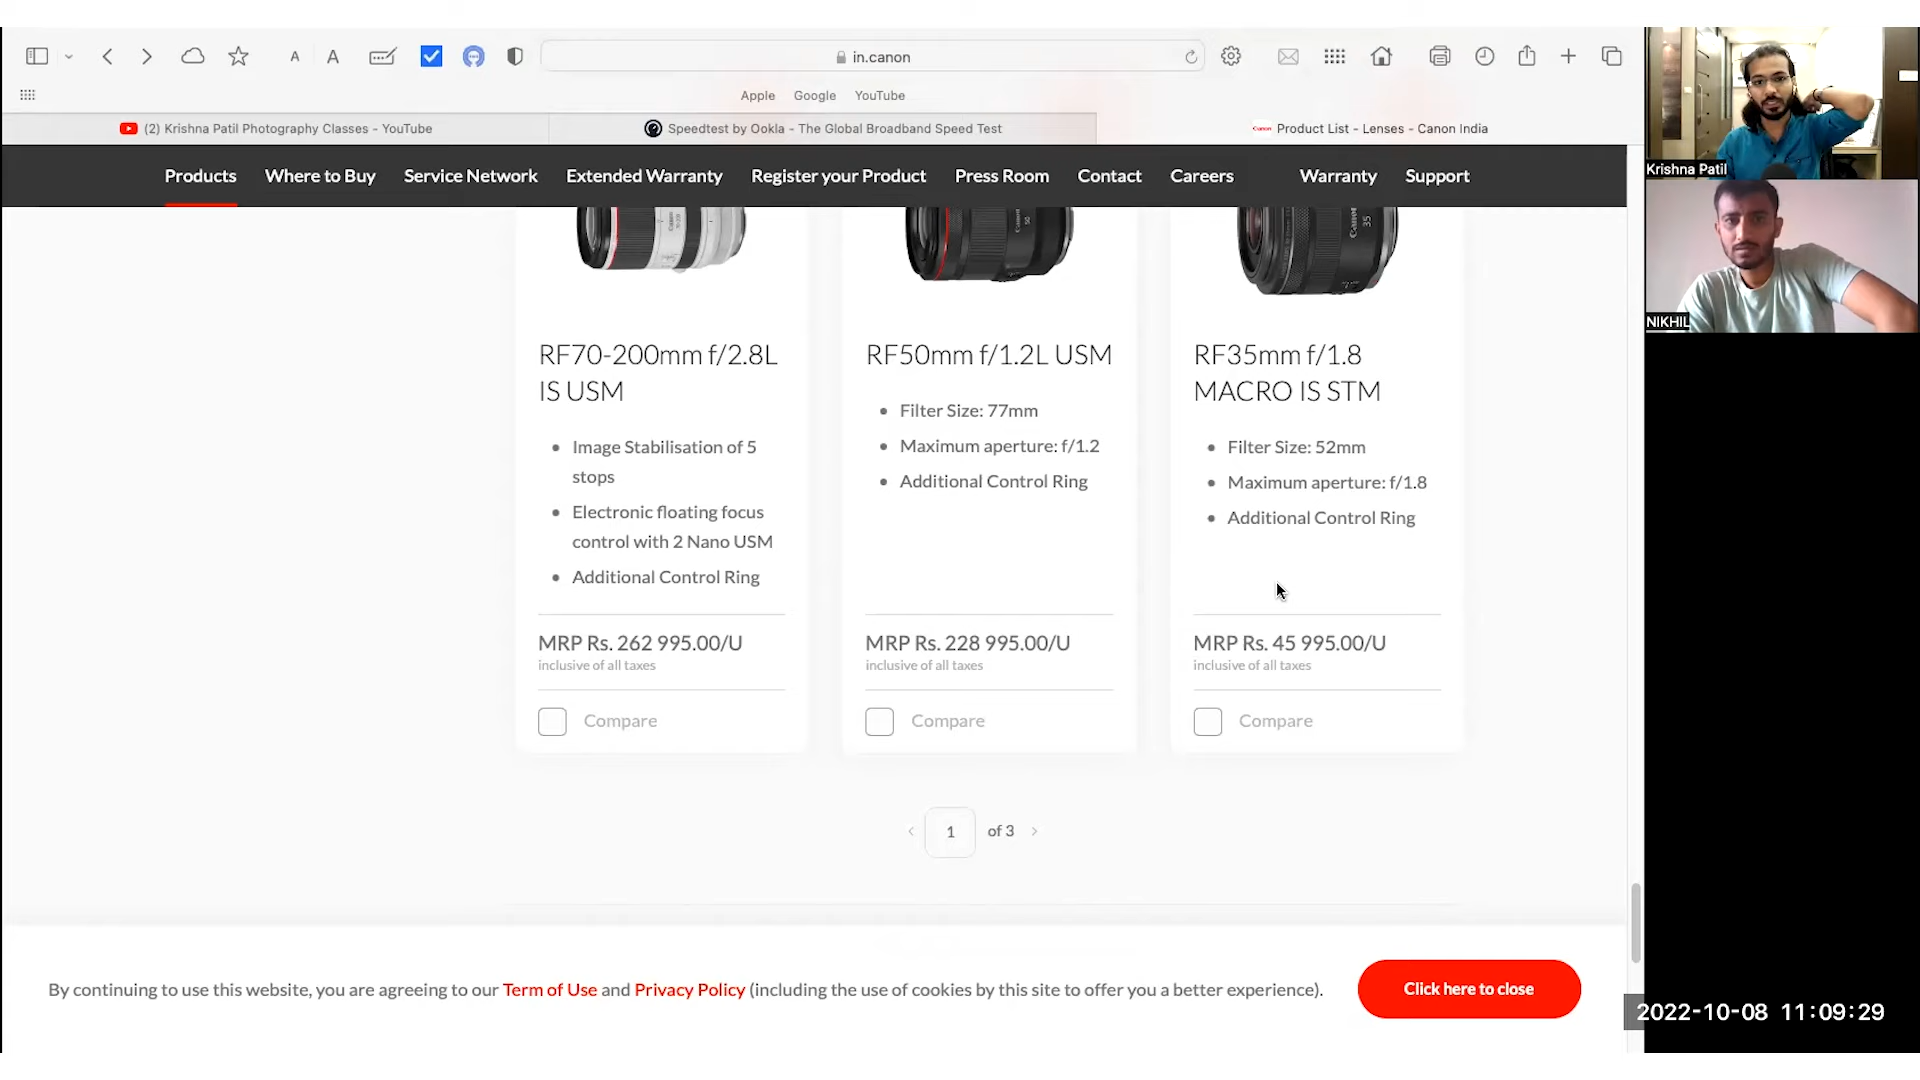 in.canon
Apple Google YouTube
(2) Krishna Patil Photography Classes - YouTube
Speedtest by Ookla - The Global Broadband Speed Test
Canon Product List - Lenses - Canon India
Products Where to Buy Service Network Extended Warranty Register your Product Press Room Contact Careers Warranty Support
RF70-200mm f/2.8L
IS USM
Image Stabilisation of 5
stops
Electronic floating focus
control with 2 Nano USM
Additional Control Ring
MRP Rs. 262 995.00/U
inclusive of all taxes
Compare
Canon
50
RF50mm f/1.2L USM
Filter Size: 77mm
Maximum aperture: f/1.2
Additional Control Ring
MRP Rs. 228 995.00/U
inclusive of all taxes
Compare
Canon
35
RF35mm f/1.8
MACRO IS STM
Filter Size: 52mm
Maximum aperture: f/1.8
Additional Control Ring
MRP Rs. 45 995.00/U
inclusive of all taxes
Compare
1 of 3
By continuing to use this website, you are agreeing to our Term of Use and Privacy Policy (including the use of cookies by this site to offer you a better experience).
Click here to close
Krishna Patil
NIKHIL
2022-10-08 11:09:29